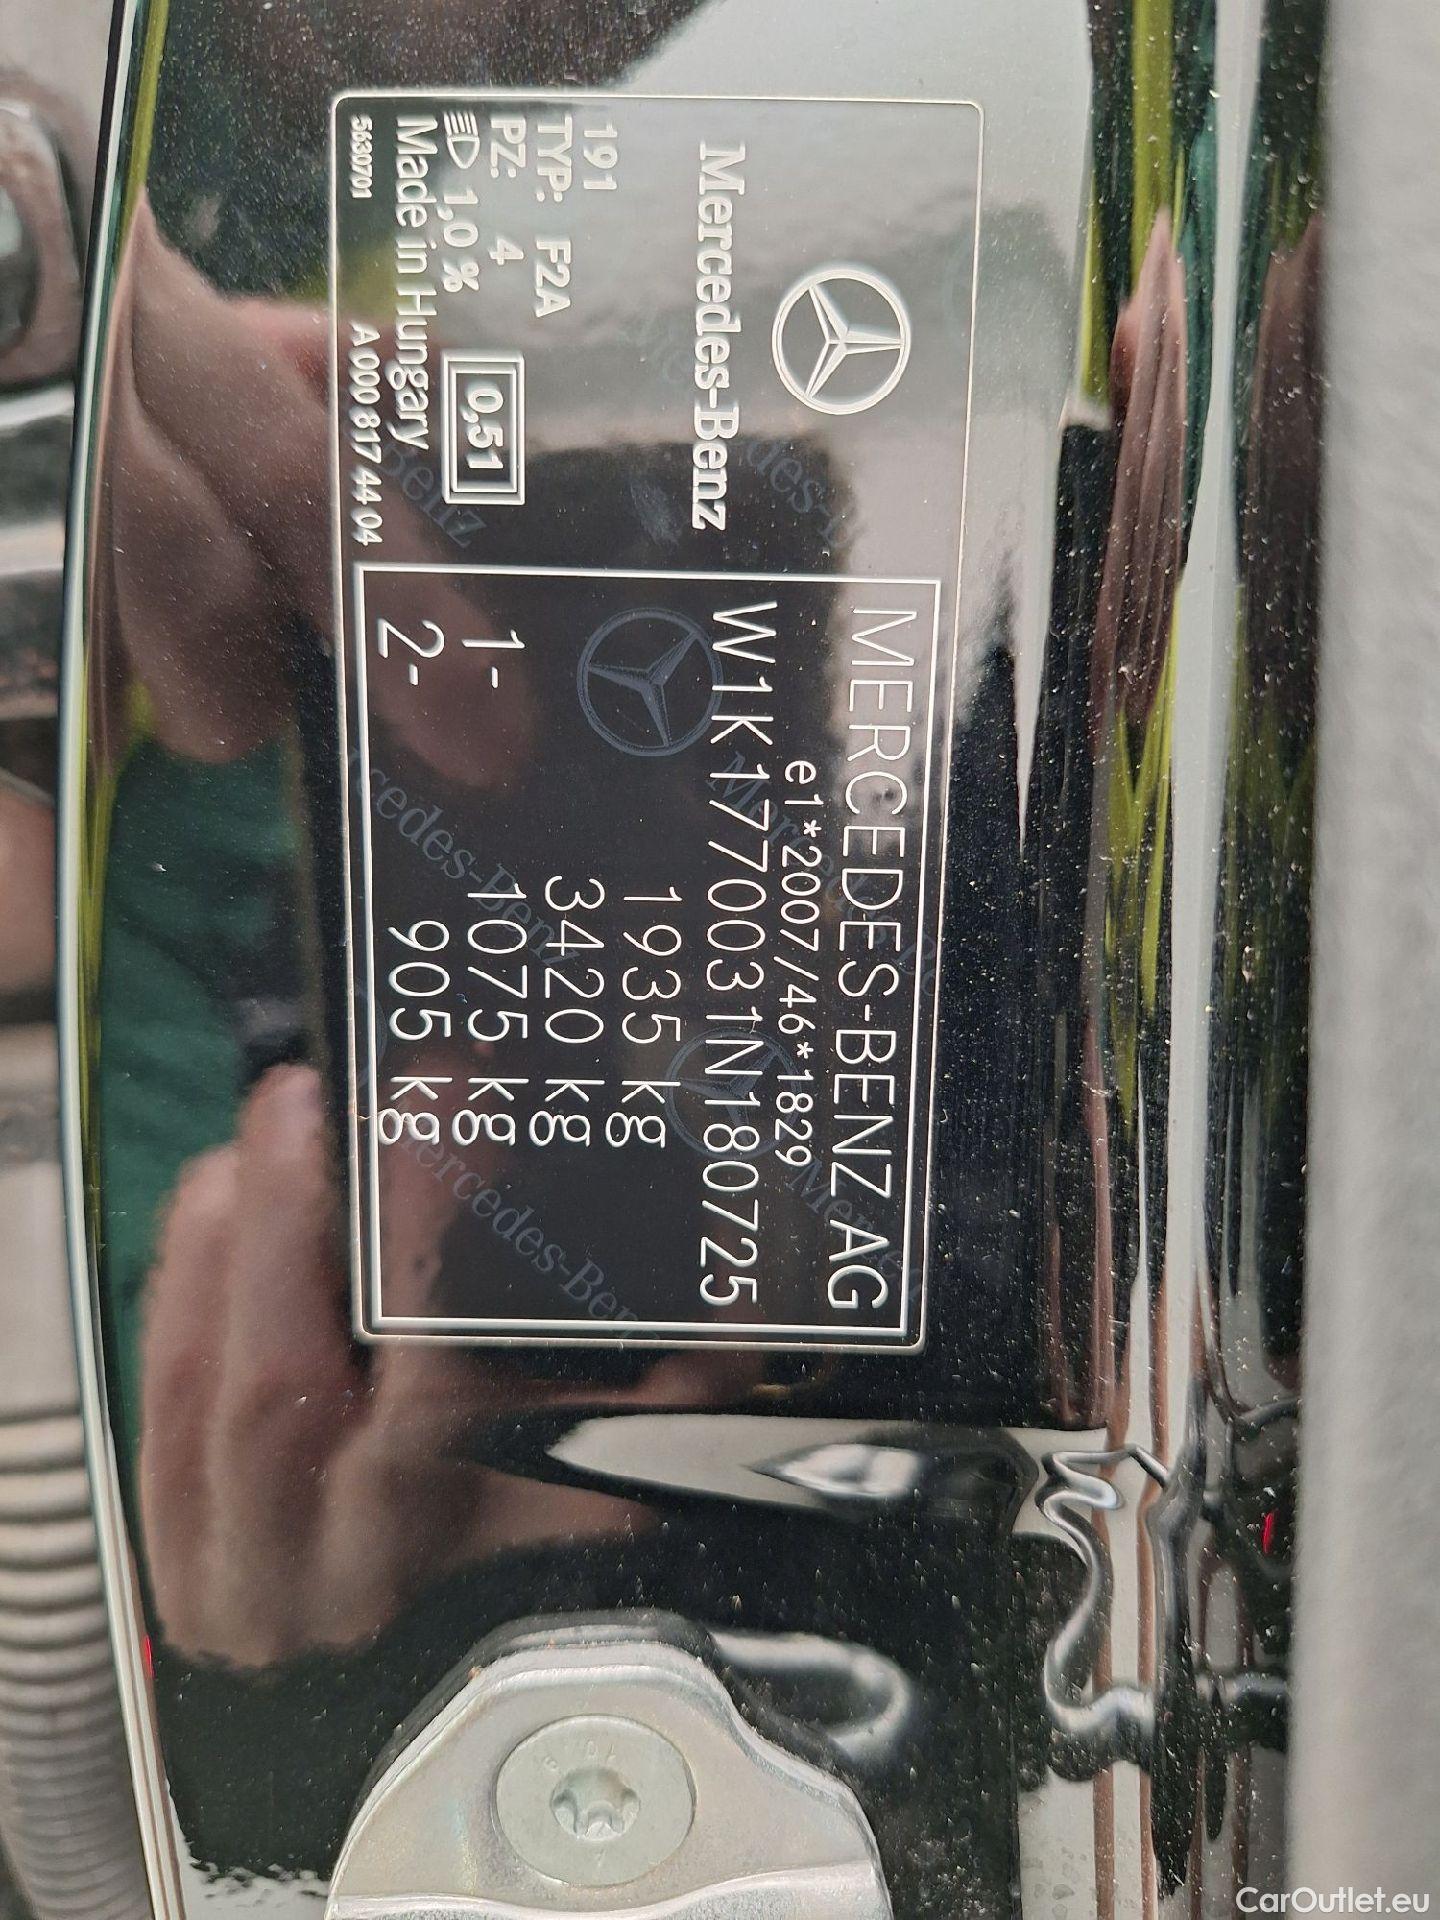 Mercedes-Benz
191
TYP: F2A
PZ: 4
1,0 %
0,51
Made in Hungary
5630701 A 000 817 44 04
MERCEDES-BENZ AG
e1*2007/46*1829
W1K1770031N180725
1935 kg
3420 kg
1- 1075 kg
2- 905 kg
CarOutlet.eu